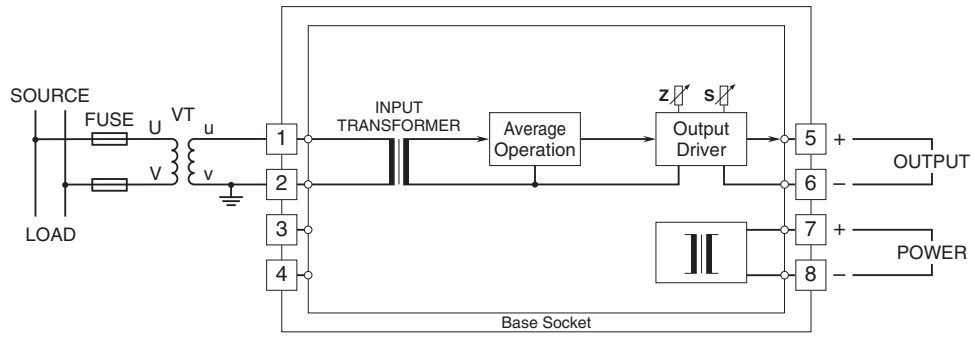 SOURCE
FUSE
VT
U
u
V
v
LOAD
1
2
3
4
INPUT
TRANSFORMER
Average
Operation
Z
S
Output
Driver
5
+
6
–
OUTPUT
7
+
8
–
POWER
Base Socket